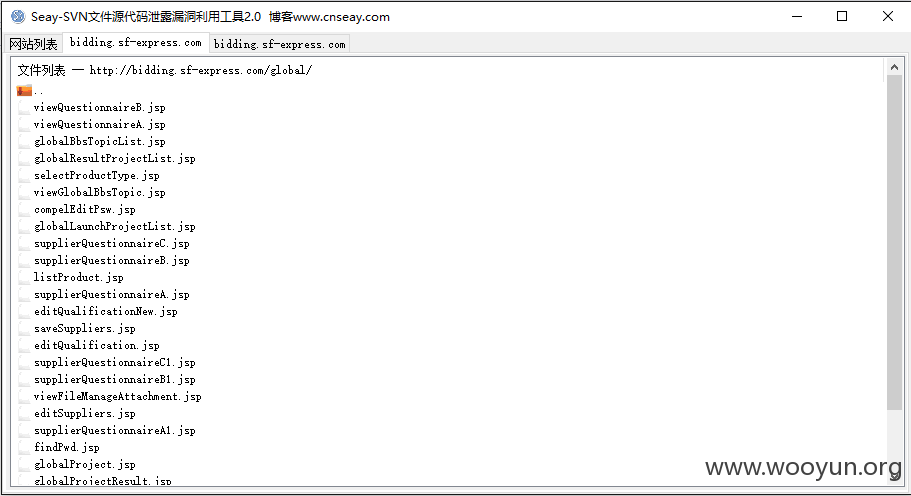 Seay-SVN文件源代码泄露漏洞利用工具2.0 博客www.cnseay.com
网站列表 bidding.sf-express.com bidding.sf-express.com
文件列表 — http://bidding.sf-express.com/global/
..
viewQuestionnaireB.jsp
viewQuestionnaireA.jsp
globalBbsTopicList.jsp
globalResultProjectList.jsp
selectProductType.jsp
viewGlobalBbsTopic.jsp
compelEditPsw.jsp
globalLaunchProjectList.jsp
supplierQuestionnaireC.jsp
supplierQuestionnaireB.jsp
listProduct.jsp
supplierQuestionnaireA.jsp
editQualificationNew.jsp
saveSuppliers.jsp
editQualification.jsp
supplierQuestionnaireC1.jsp
supplierQuestionnaireB1.jsp
viewFileManageAttachment.jsp
editSuppliers.jsp
supplierQuestionnaireA1.jsp
findPwd.jsp
globalProject.jsp
globalProjectResult.jsp
www.wooyun.org